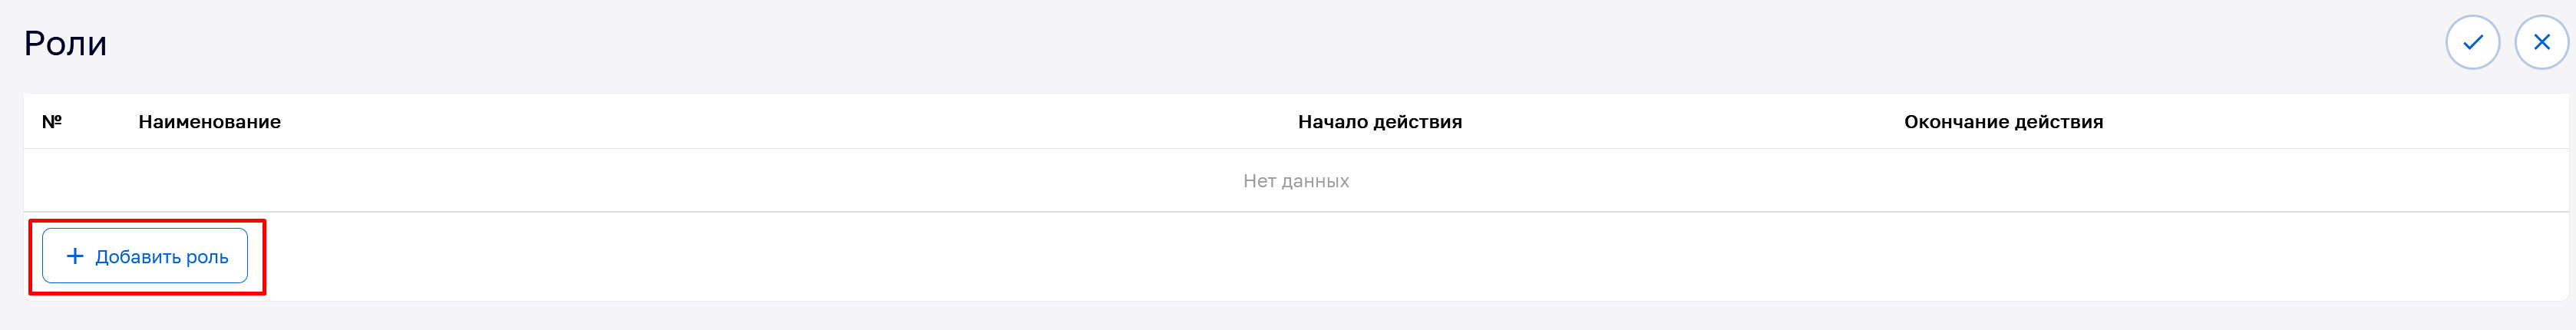 Роли
№ Наименование Начало действия Окончание действия
Нет данных
+ Добавить роль